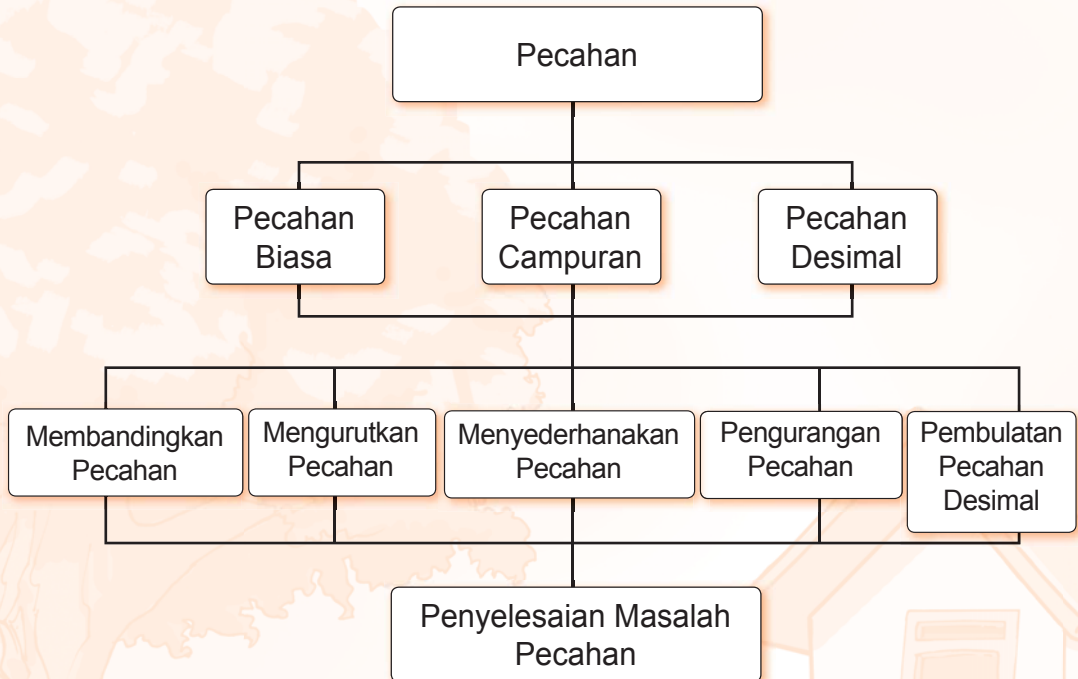 Pecahan
Pecahan
Biasa
Pecahan
Campuran
Pecahan
Desimal
Membandingkan
Pecahan
Mengurutkan
Pecahan
Menyederhanakan
Pecahan
Pengurangan
Pecahan
Pembulatan
Pecahan
Desimal
Penyelesaian Masalah
Pecahan